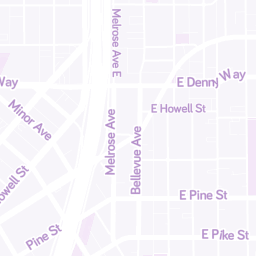 Melrose Ave E
Way
E Denny Way
E Howell St
Minor Ave
Melrose Ave
Bellevue Ave
owell St
E Pine St
Pine St
E Pike St